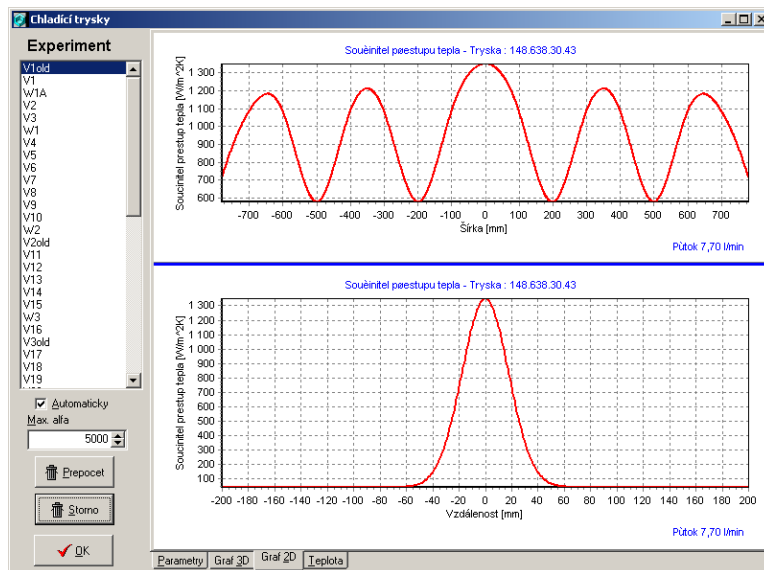 Chladící trysky
Experiment
V1old
V1
W1A
V2
V3
W1
V4
V5
V6
V7
V8
V9
V10
W2
V2old
V11
V12
V13
V14
V15
W3
V16
V3old
V17
V18
V19
Automaticky
Max. alfa
5000
Prepocet
Storno
OK
Souèinitel pøestupu tepla - Tryska : 148.638.30.43
Soucinitel prestup tepla [W/m^2K]
1 300
1 200
1 100
1 000
900
800
700
600
-700 -600 -500 -400 -300 -200 -100 0 100 200 300 400 500 600 700
Šírka [mm]
Pùtok 7,70 l/min
Souèinitel pøestupu tepla - Tryska : 148.638.30.43
Soucinitel prestup tepla [W/m^2K]
1 300
1 200
1 100
1 000
900
800
700
600
500
400
300
200
100
-200 -180 -160 -140 -120 -100 -80 -60 -40 -20 0 20 40 60 80 100 120 140 160 180 200
Vzdálenost [mm]
Pùtok 7,70 l/min
Parametry Graf 3D Graf 2D Teplota